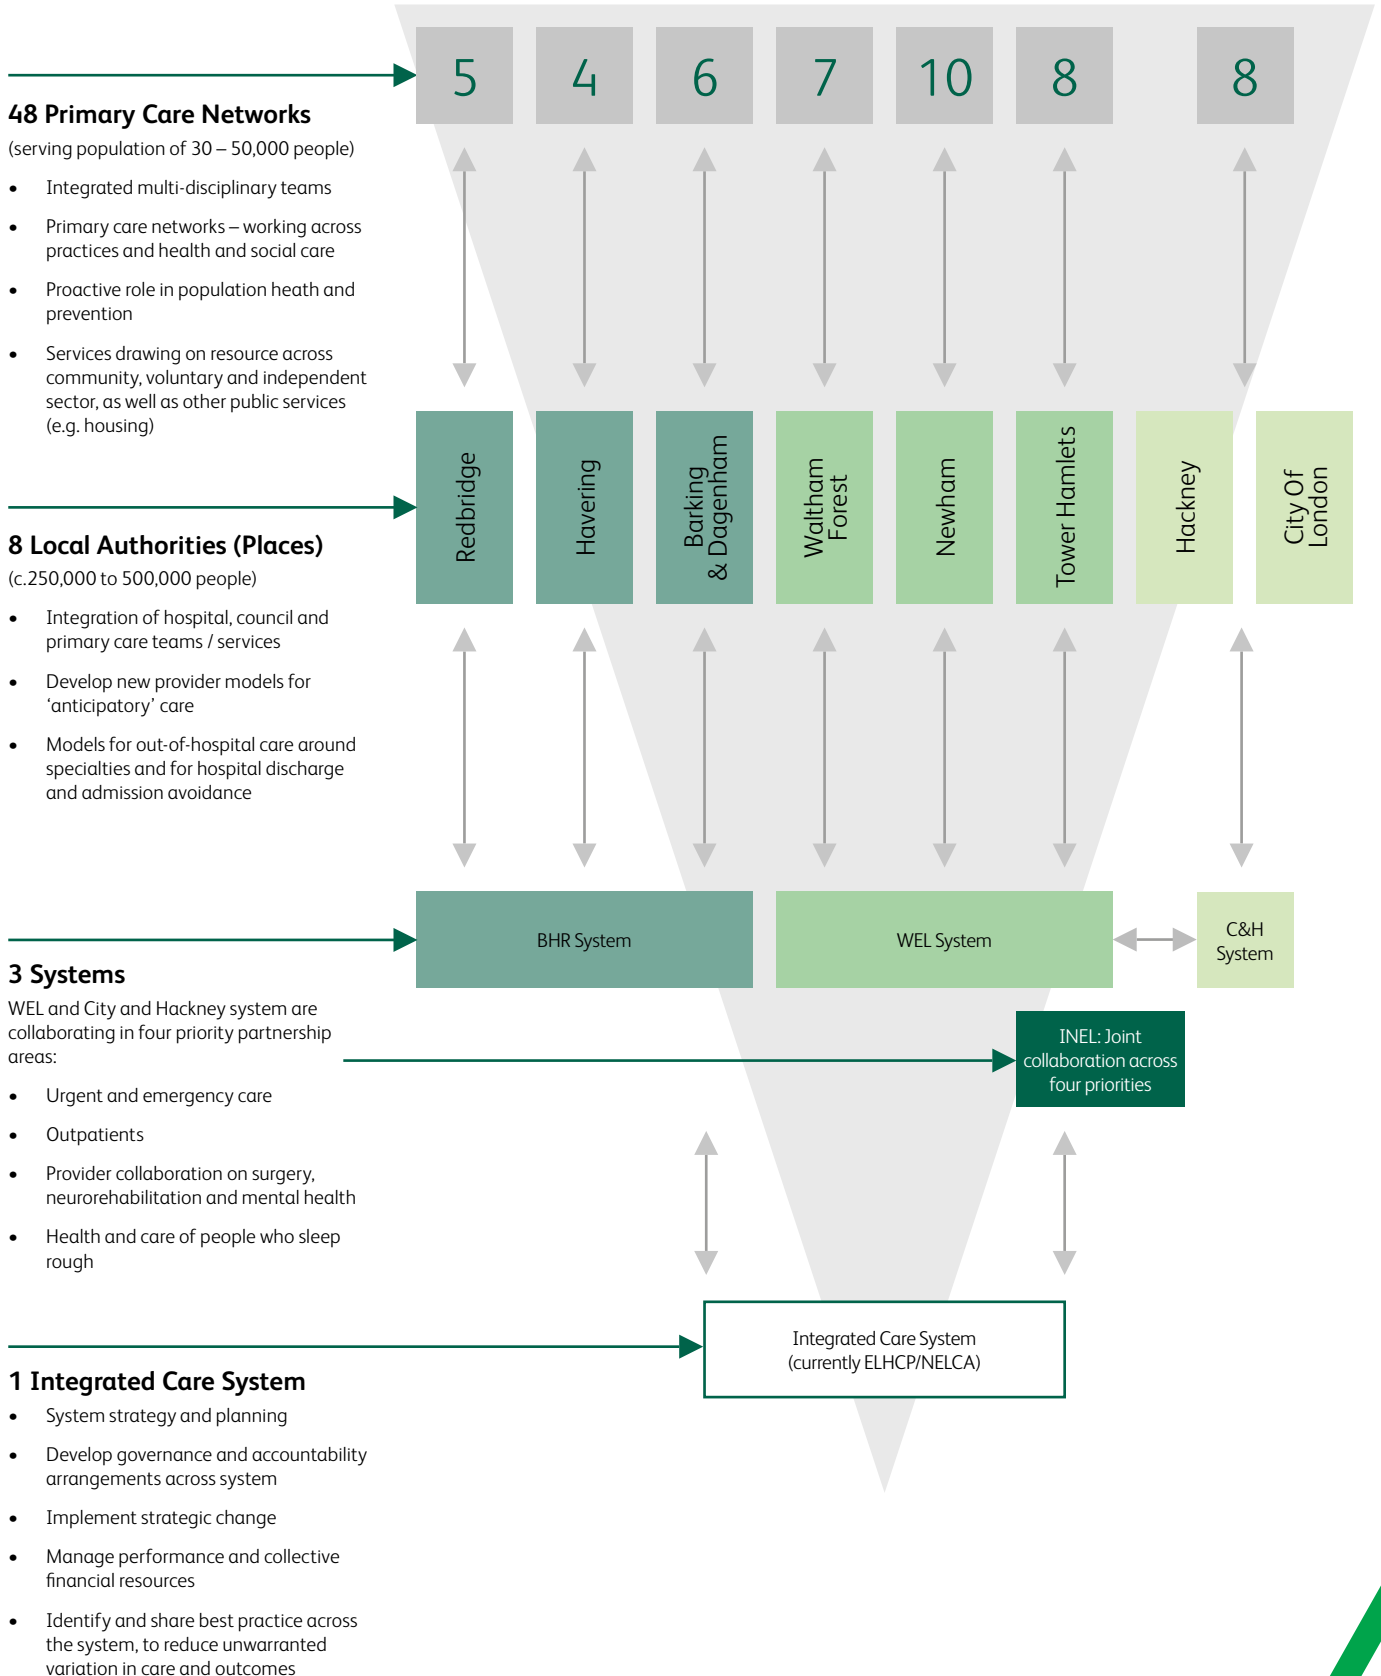 5
4
6
7
10
8
8
48 Primary Care Networks
(serving population of 30 – 50,000 people)
• Integrated multi-disciplinary teams
• Primary care networks – working across
practices and health and social care
• Proactive role in population heath and
prevention
• Services drawing on resource across
community, voluntary and independent
sector, as well as other public services
(e.g. housing)
Redbridge
Havering
Barking
& Dagenham
Waltham
Forest
Newham
Tower Hamlets
Hackney
City Of
London
8 Local Authorities (Places)
(c.250,000 to 500,000 people)
• Integration of hospital, council and
primary care teams / services
• Develop new provider models for
‘anticipatory’ care
• Models for out-of-hospital care around
specialties and for hospital discharge
and admission avoidance
BHR System
WEL System
C&H
System
3 Systems
WEL and City and Hackney system are
collaborating in four priority partnership
areas:
• Urgent and emergency care
• Outpatients
• Provider collaboration on surgery,
neurorehabilitation and mental health
• Health and care of people who sleep
rough
INEL: Joint
collaboration across
four priorities
Integrated Care System
(currently ELHCP/NELCA)
1 Integrated Care System
• System strategy and planning
• Develop governance and accountability
arrangements across system
• Implement strategic change
• Manage performance and collective
financial resources
• Identify and share best practice across
the system, to reduce unwarranted
variation in care and outcomes